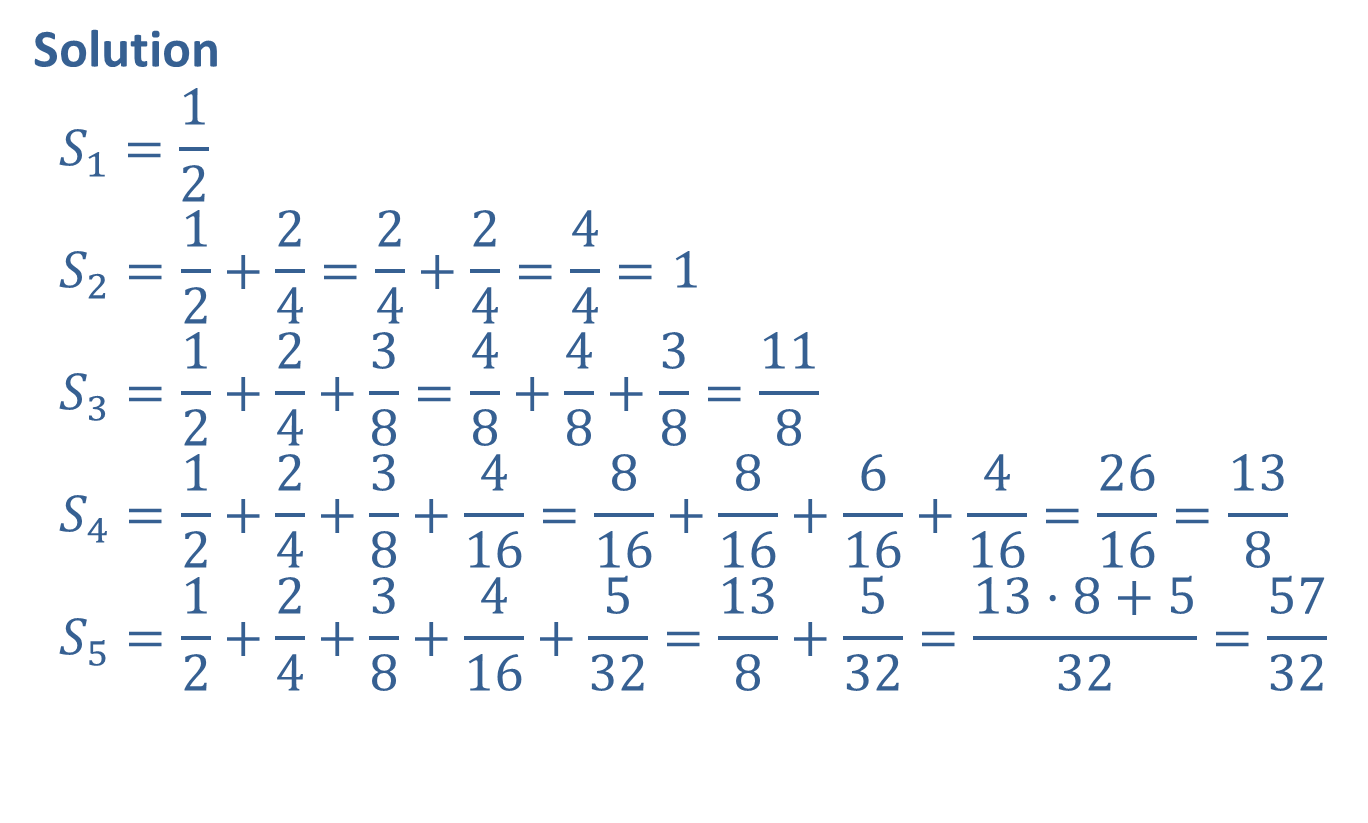 Solution
S₁ = 1/2
S₂ = 1/2 + 2/4 = 2/4 + 2/4 = 4/4 = 1
S₃ = 1/2 + 2/4 + 3/8 = 4/8 + 4/8 + 3/8 = 11/8
S₄ = 1/2 + 2/4 + 3/8 + 4/16 = 8/16 + 8/16 + 6/16 + 4/16 = 26/16 = 13/8
S₅ = 1/2 + 2/4 + 3/8 + 4/16 + 5/32 = 13/8 + 5/32 = (13 · 8 + 5)/32 = 57/32